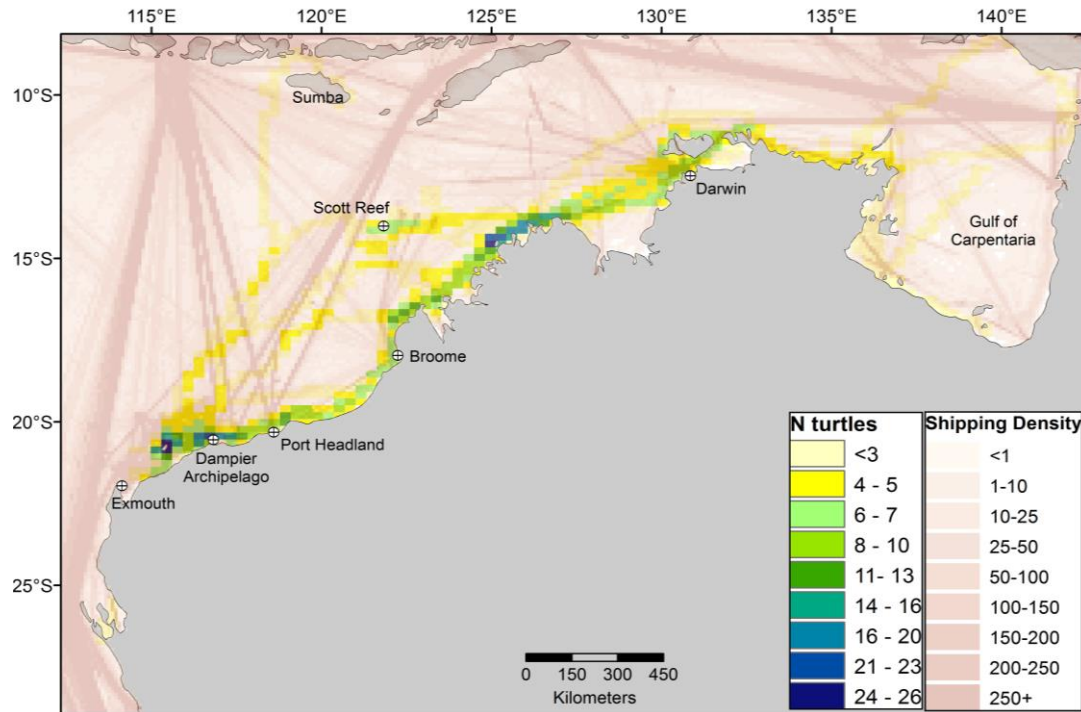 115°E 120°E 125°E 130°E 135°E 140°E
10°S
Sumba
Scott Reef
Darwin
Gulf of
Carpentaria
15°S
Broome
20°S
Port Headland
Dampier
Archipelago
Exmouth
25°S
0 150 300 450
Kilometers
N turtles
<3
4 - 5
6 - 7
8 - 10
11- 13
14 - 16
16 - 20
21 - 23
24 - 26
Shipping Density
<1
1-10
10-25
25-50
50-100
100-150
150-200
200-250
250+